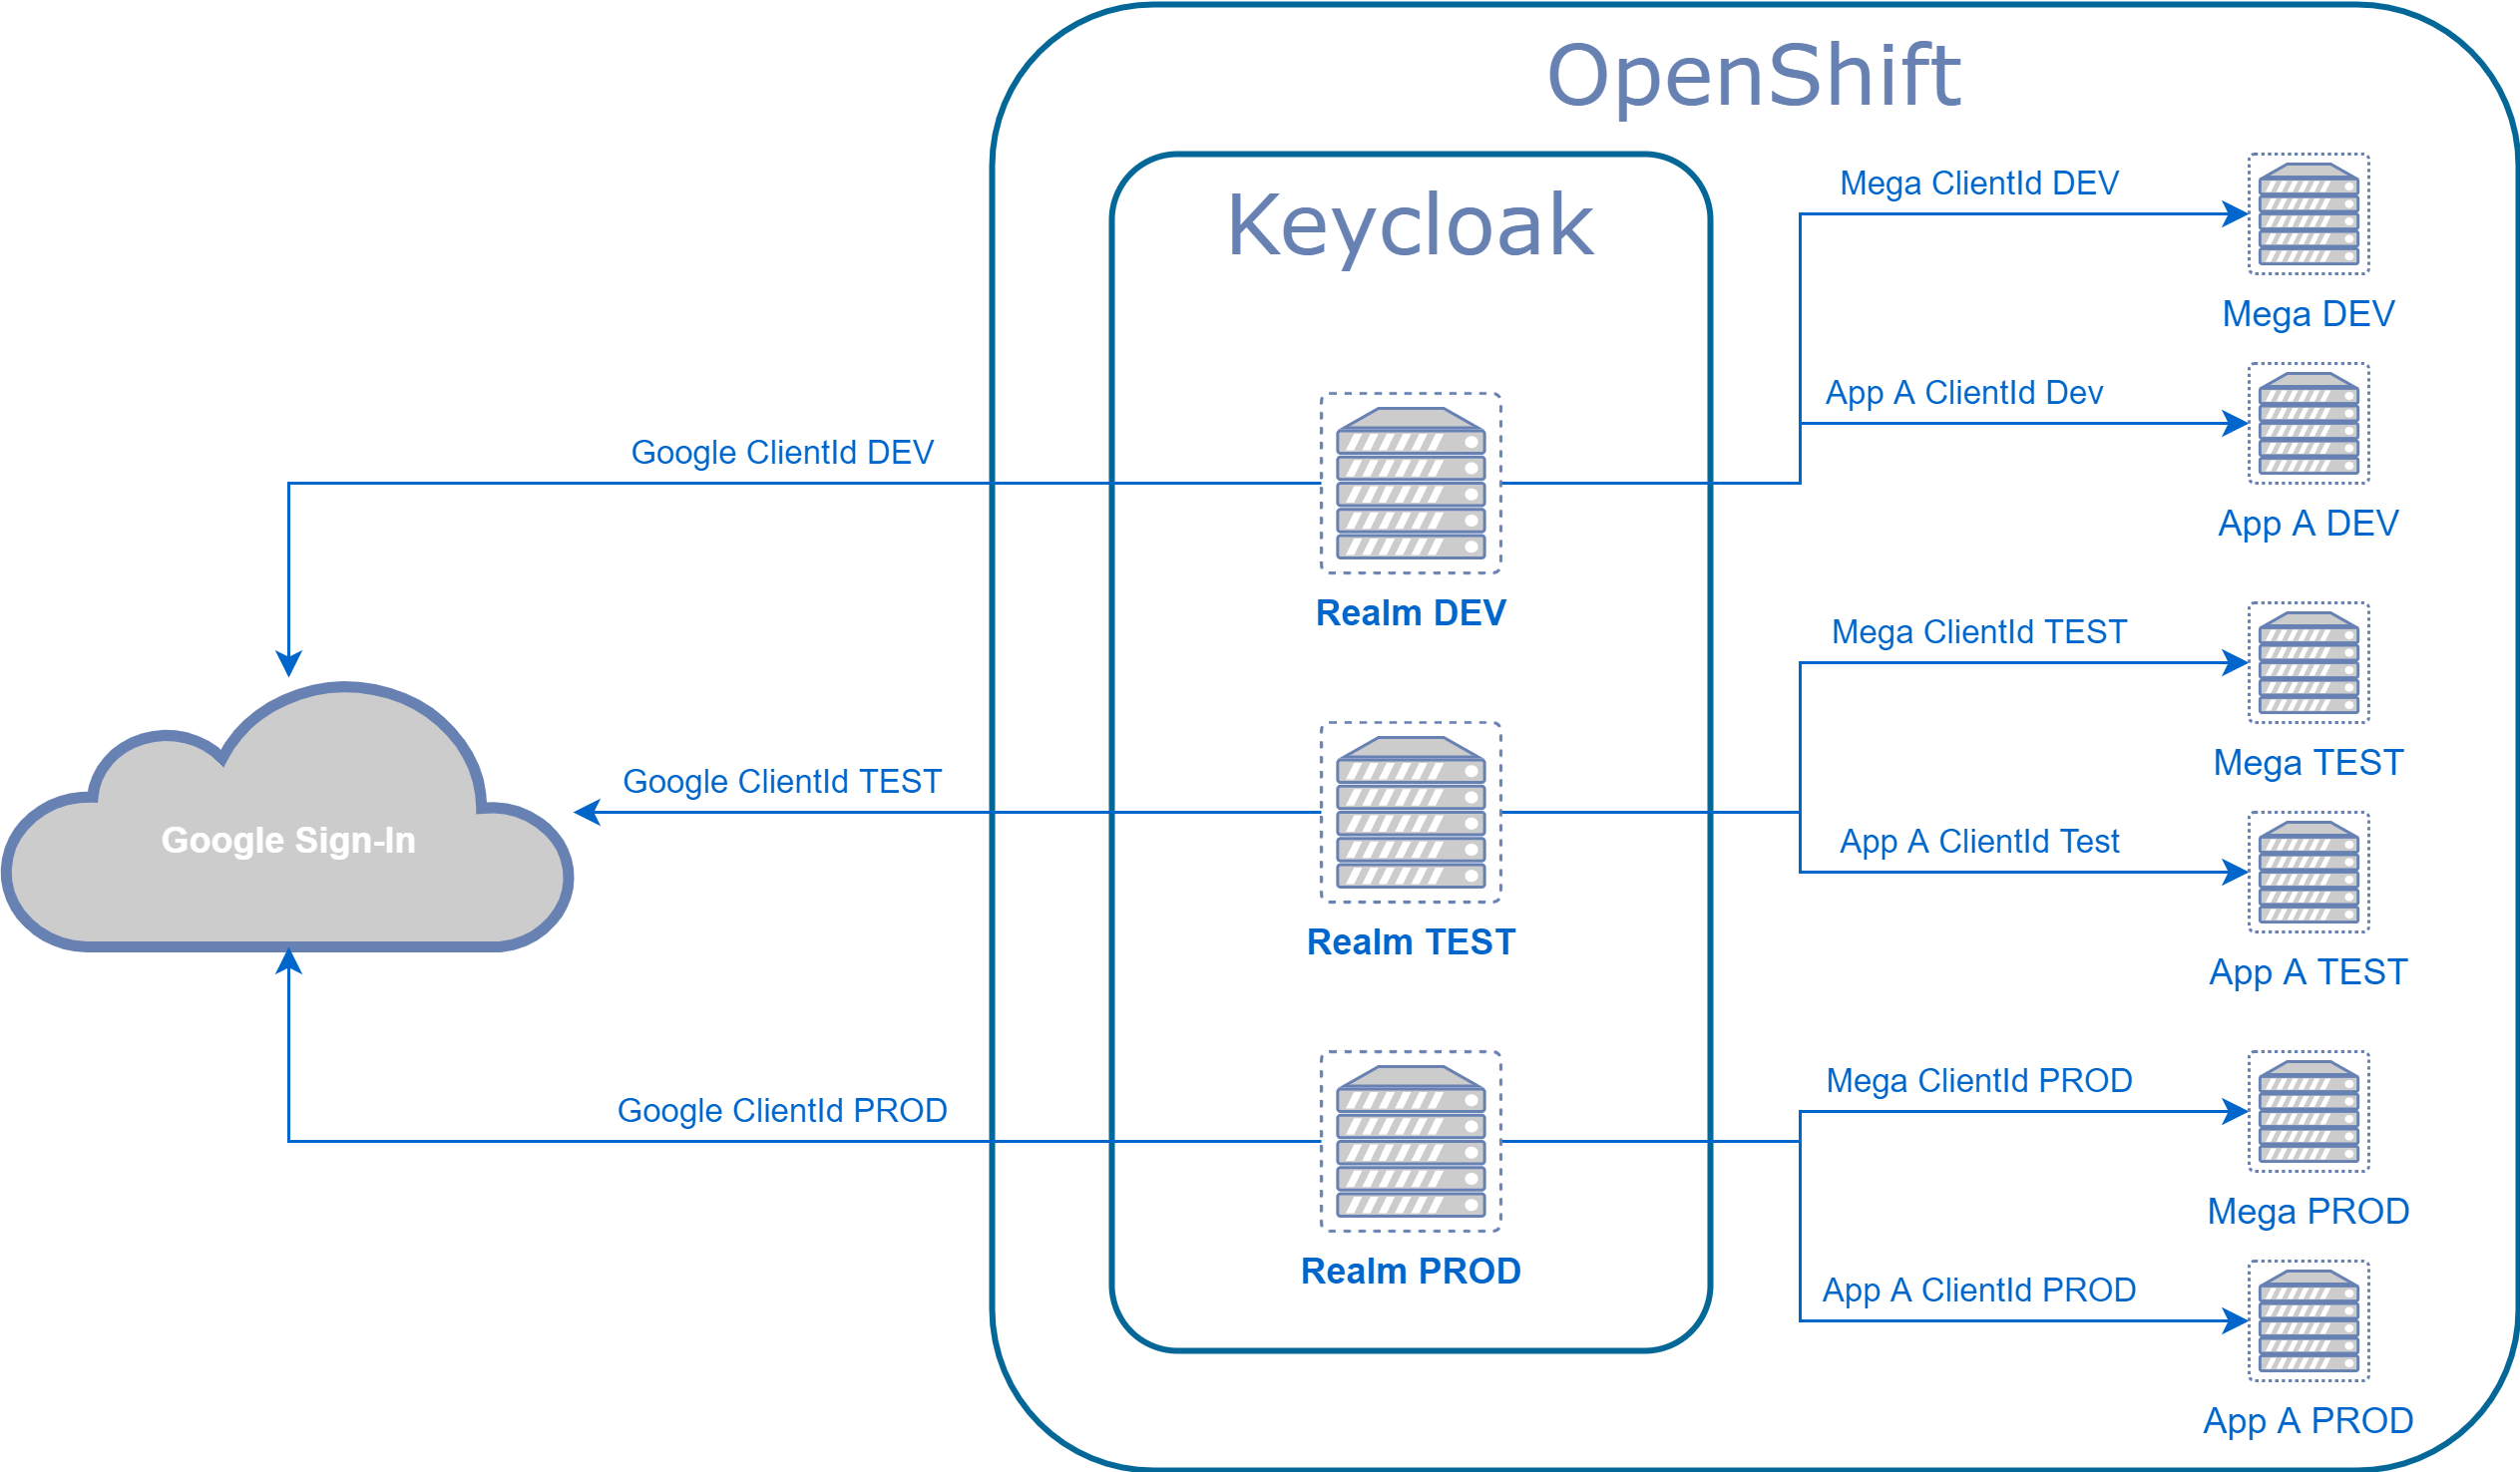 OpenShift
Keycloak
Mega ClientId DEV
Mega DEV
App A ClientId Dev
App A DEV
Google ClientId DEV
Realm DEV
Mega ClientId TEST
Mega TEST
Google ClientId TEST
Google Sign-In
App A ClientId Test
Realm TEST
App A TEST
Mega ClientId PROD
Google ClientId PROD
Mega PROD
Realm PROD
App A ClientId PROD
App A PROD